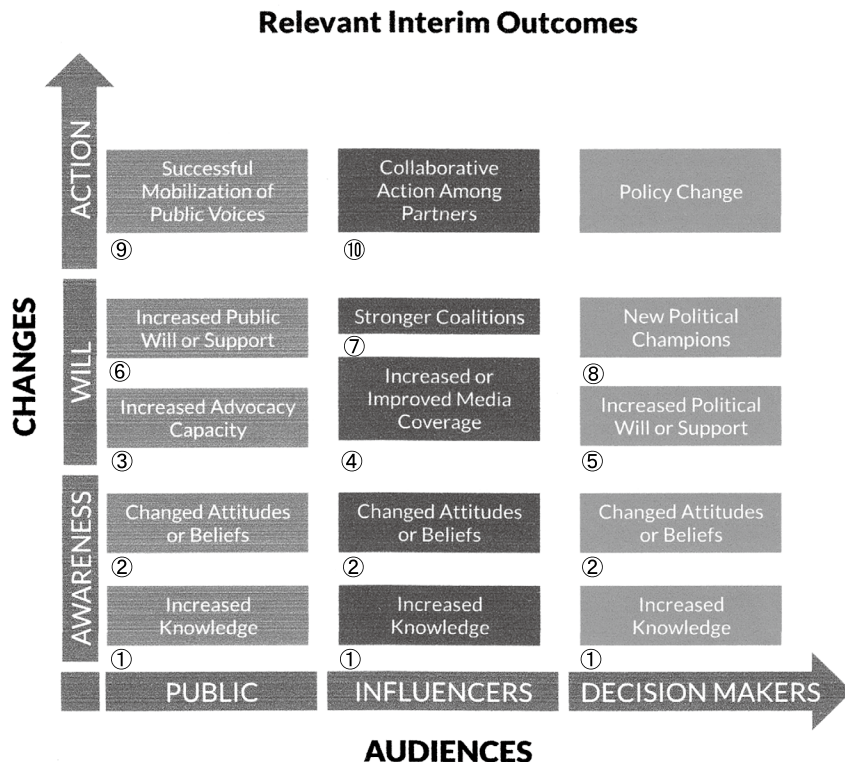 Relevant Interim Outcomes
CHANGES
ACTION
Successful
Mobilization of
Public Voices
⑨
Collaborative
Action Among
Partners
⑩
Policy Change
WILL
Increased Public
Will or Support
⑥
Stronger Coalitions
⑦
New Political
Champions
⑧
Increased Advocacy
Capacity
③
Increased or
Improved Media
Coverage
④
Increased Political
Will or Support
⑤
AWARENESS
Changed Attitudes
or Beliefs
②
Changed Attitudes
or Beliefs
②
Changed Attitudes
or Beliefs
②
Increased
Knowledge
①
Increased
Knowledge
①
Increased
Knowledge
①
PUBLIC
INFLUENCERS
DECISION MAKERS
AUDIENCES